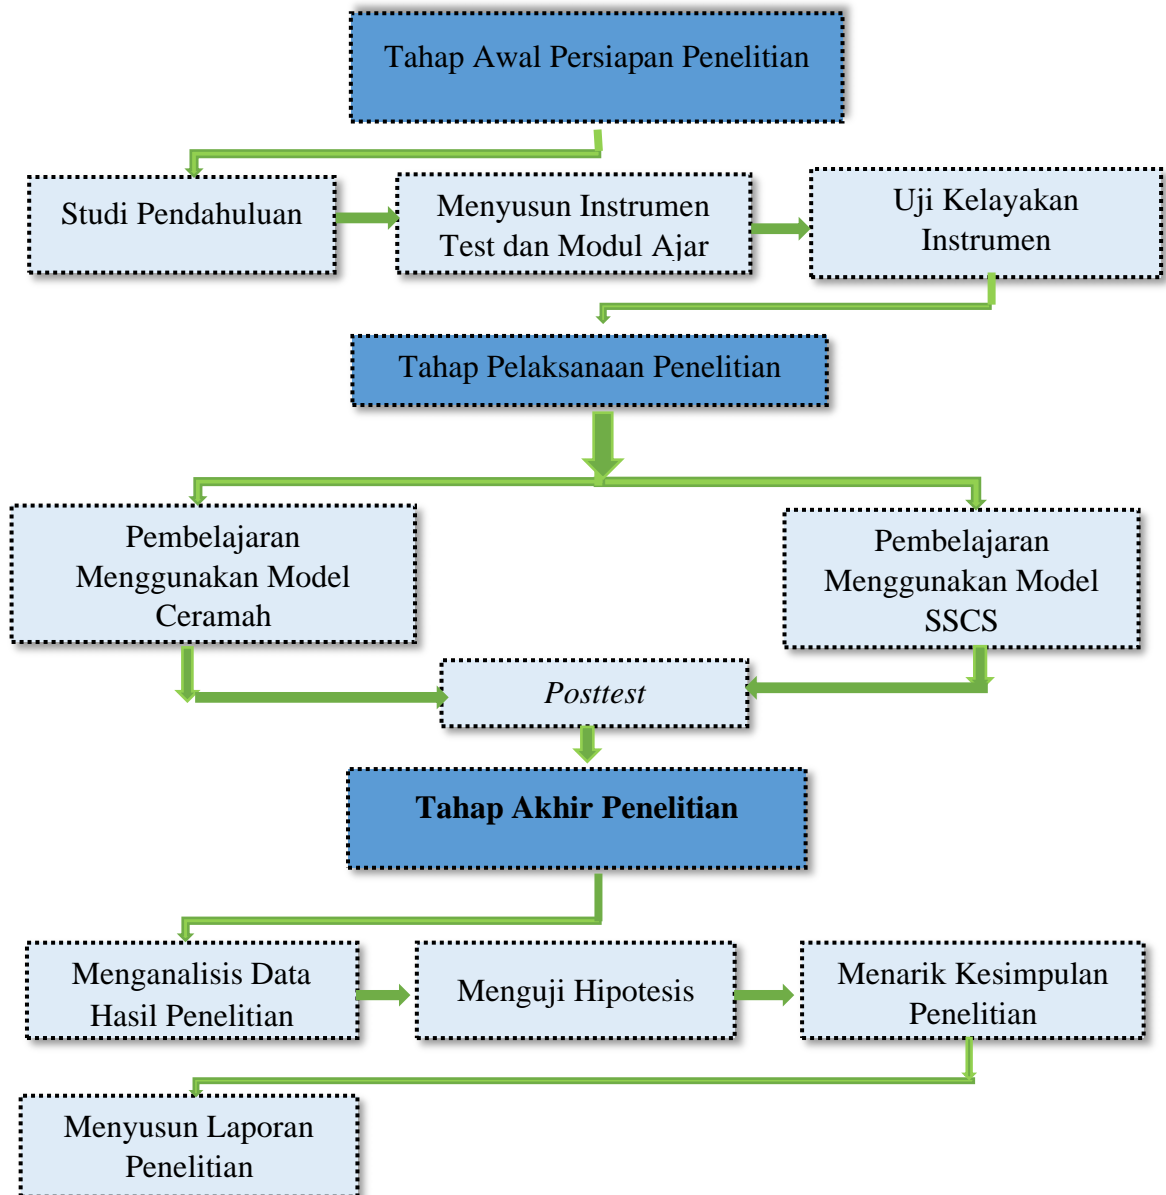 Tahap Awal Persiapan Penelitian
Studi Pendahuluan
Menyusun Instrumen
Test dan Modul Ajar
Uji Kelayakan
Instrumen
Tahap Pelaksanaan Penelitian
Pembelajaran
Menggunakan Model
Ceramah
Pembelajaran
Menggunakan Model
SSCS
Posttest
Tahap Akhir Penelitian
Menganalisis Data
Hasil Penelitian
Menguji Hipotesis
Menarik Kesimpulan
Penelitian
Menyusun Laporan
Penelitian